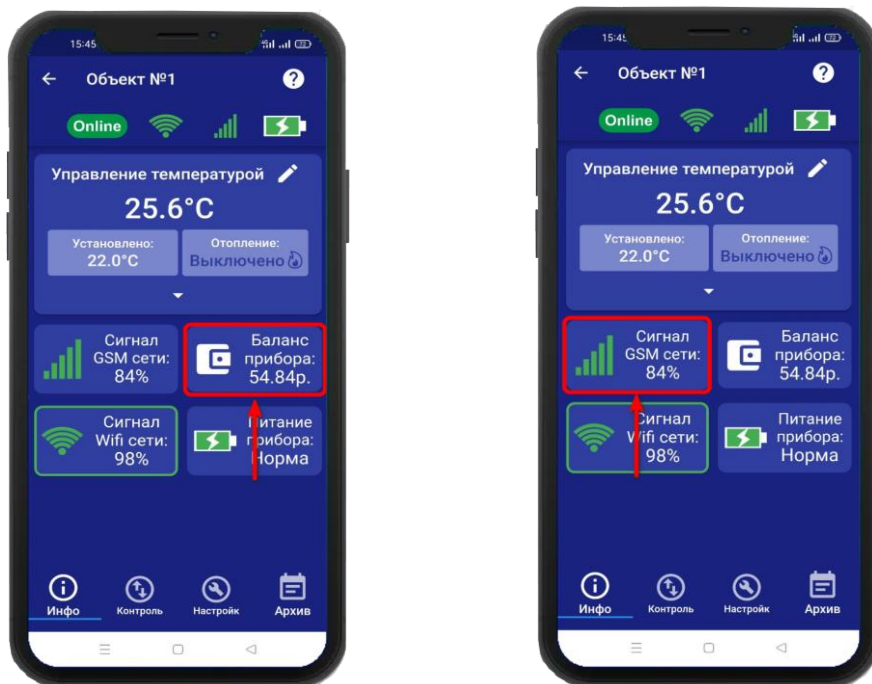 15:45
72
Объект №1
?
Online
Управление температурой
25.6°C
Установлено:
22.0°C
Отопление:
Выключено
Сигнал
GSM сети:
84%
Баланс
прибора:
54.84р.
Сигнал
Wifi сети:
98%
Питание
прибора:
Норма
Инфо
Контроль
Настройк
Архив
15:45
72
Объект №1
?
Online
Управление температурой
25.6°C
Установлено:
22.0°C
Отопление:
Выключено
Сигнал
GSM сети:
84%
Баланс
прибора:
54.84р.
Сигнал
Wifi сети:
98%
Питание
прибора:
Норма
Инфо
Контроль
Настройк
Архив